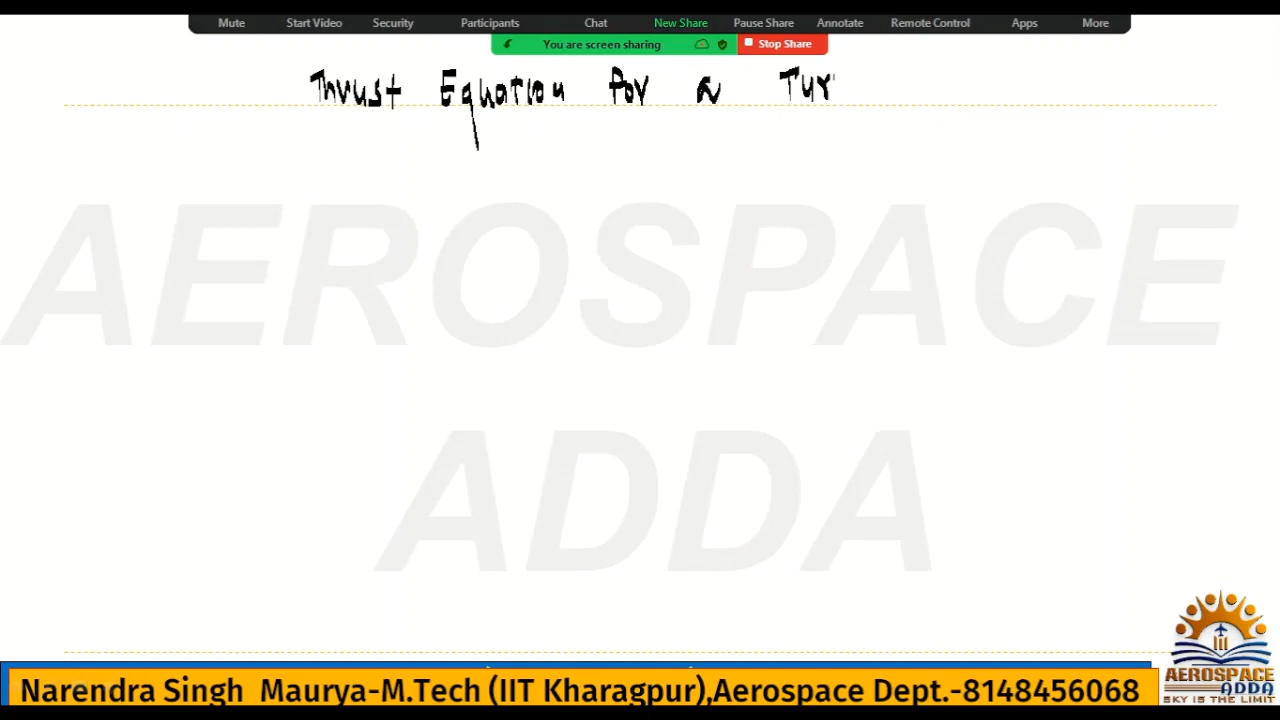 Mute Start Video Security Participants Chat New Share Pause Share Annotate Remote Control Apps More
You are screen sharing Stop Share
Thrust Equation for a Tur
AEROSPACE
ADDA
Narendra Singh Maurya-M.Tech (IIT Kharagpur),Aerospace Dept.-8148456068
AEROSPACE
ADDA
SKY IS THE LIMIT